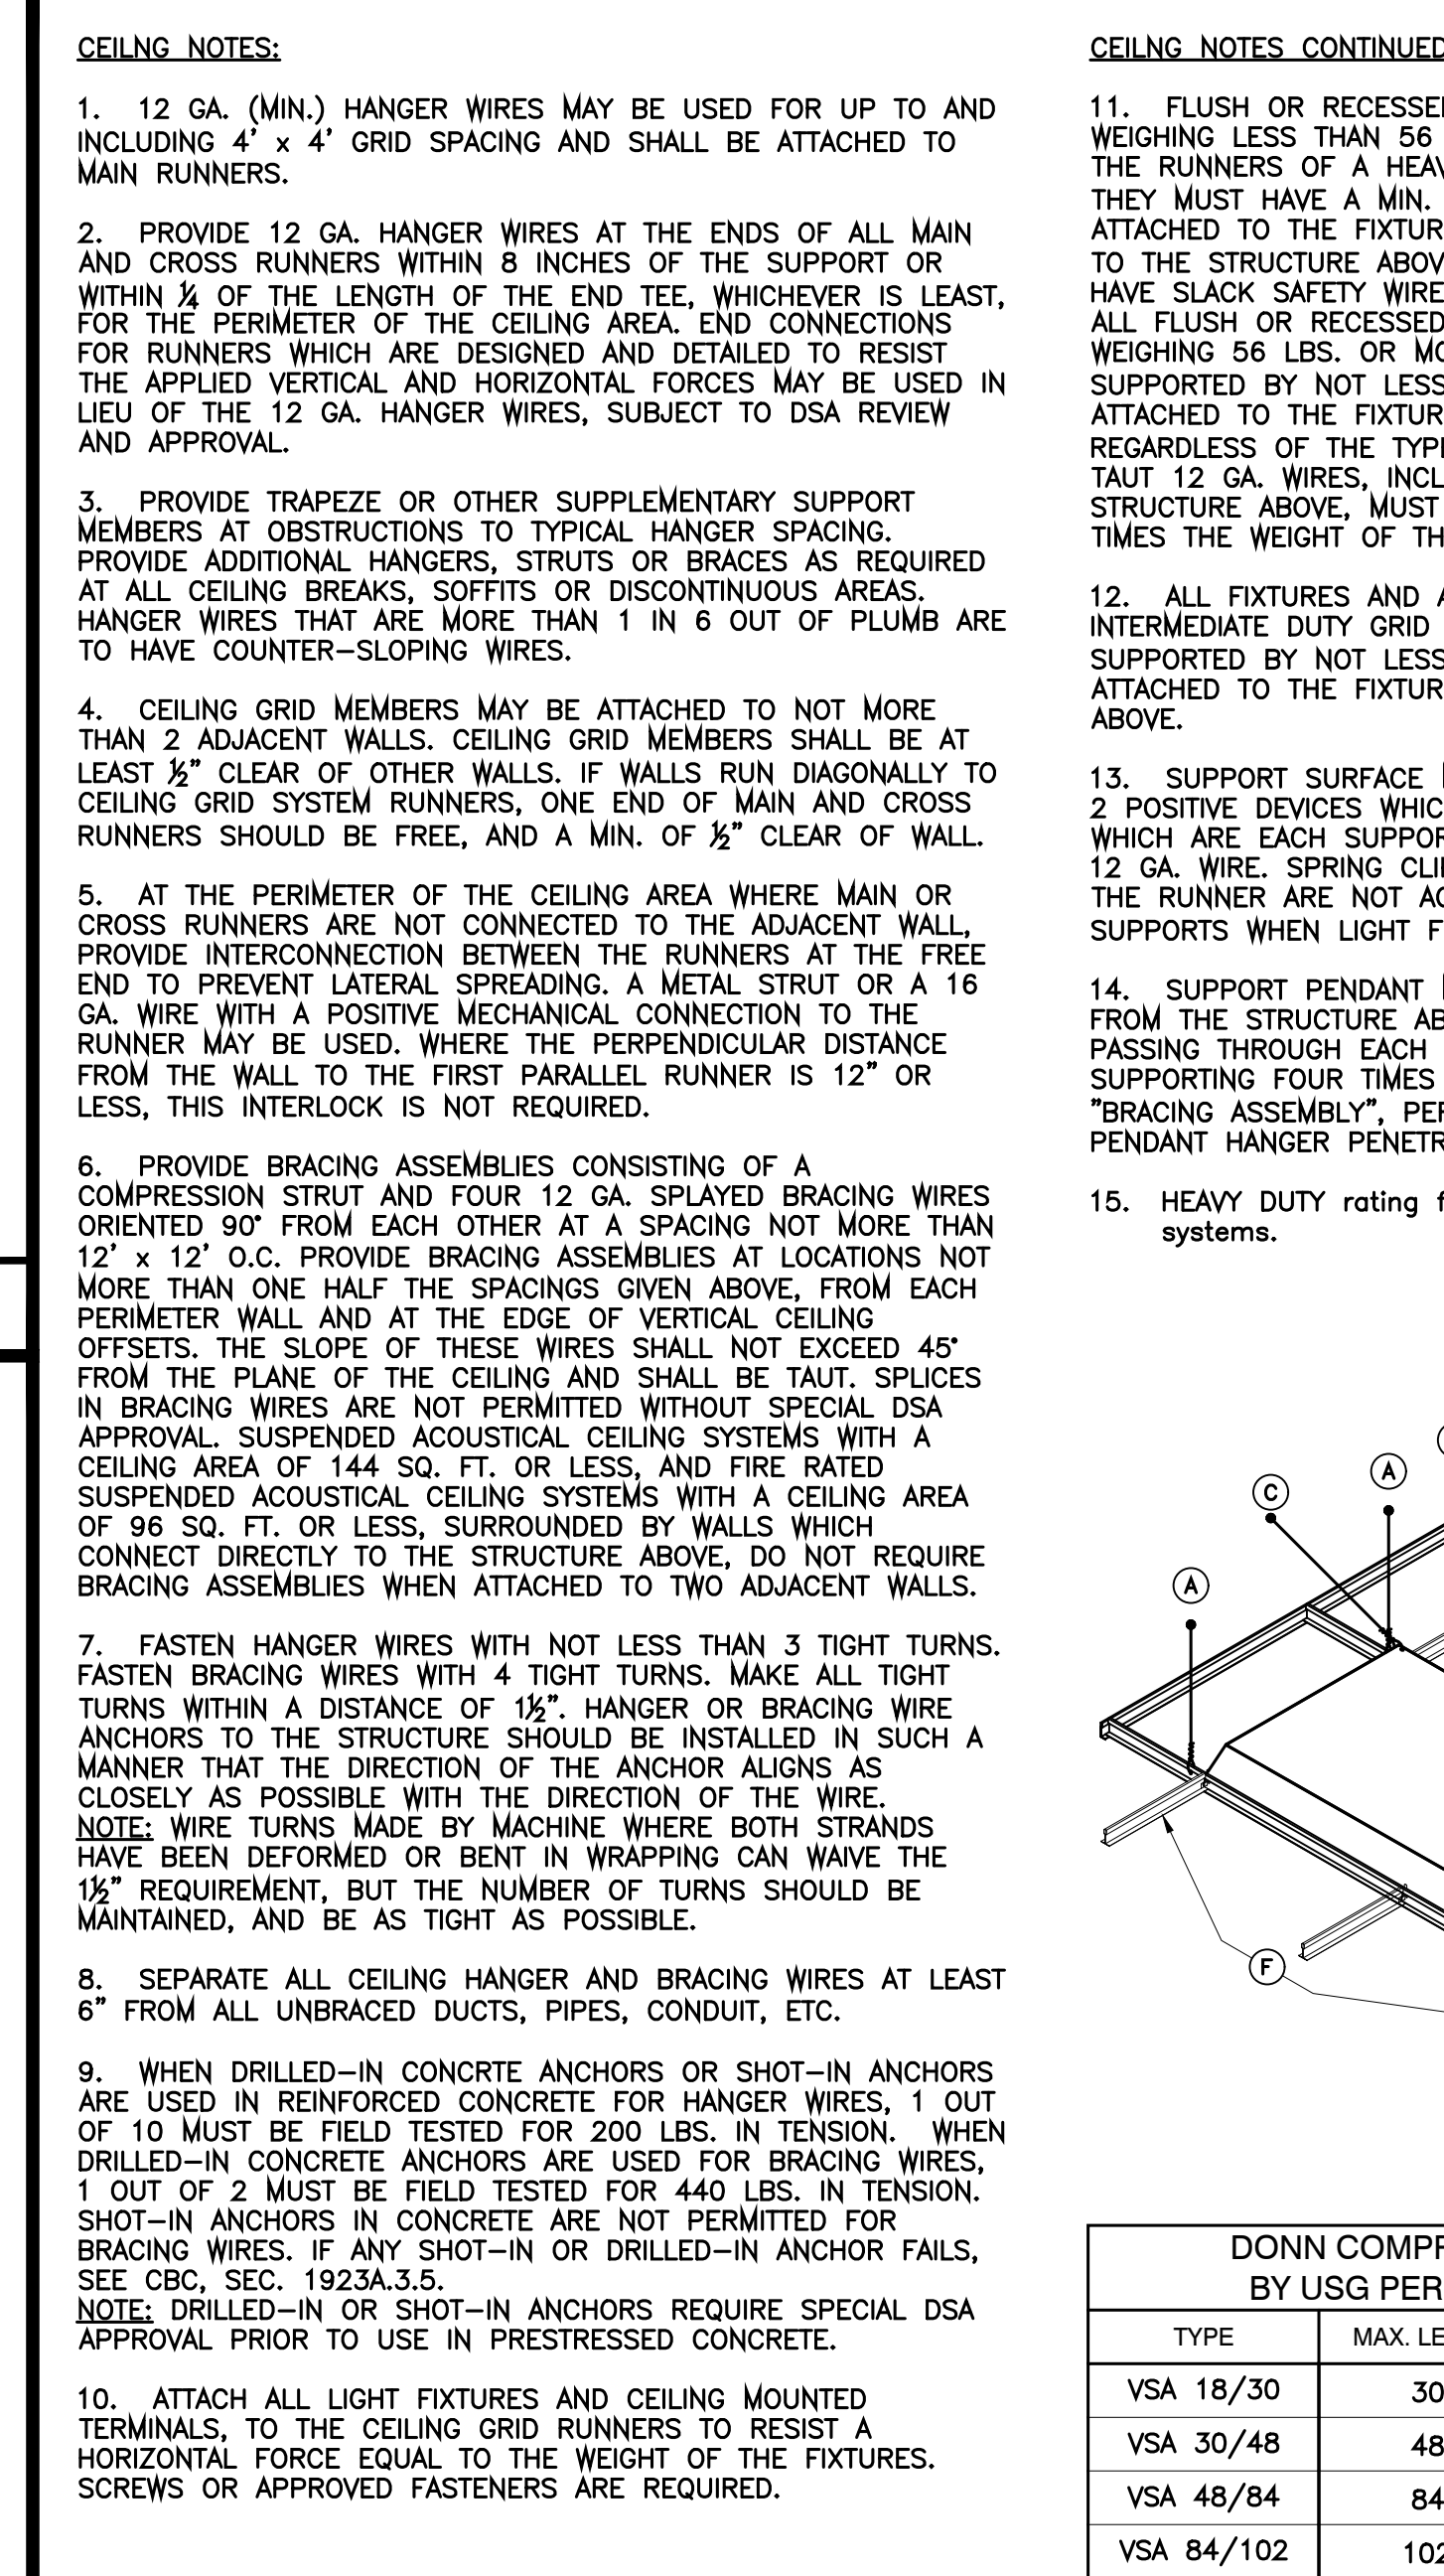 CEILNG NOTES:
1. 12 GA. (MIN.) HANGER WIRES MAY BE USED FOR UP TO AND
INCLUDING 4' x 4' GRID SPACING AND SHALL BE ATTACHED TO
MAIN RUNNERS.
2. PROVIDE 12 GA. HANGER WIRES AT THE ENDS OF ALL MAIN
AND CROSS RUNNERS WITHIN 8 INCHES OF THE SUPPORT OR
WITHIN ¼ OF THE LENGTH OF THE END TEE, WHICHEVER IS LEAST,
FOR THE PERIMETER OF THE CEILING AREA. END CONNECTIONS
FOR RUNNERS WHICH ARE DESIGNED AND DETAILED TO RESIST
THE APPLIED VERTICAL AND HORIZONTAL FORCES MAY BE USED IN
LIEU OF THE 12 GA. HANGER WIRES, SUBJECT TO DSA REVIEW
AND APPROVAL.
3. PROVIDE TRAPEZE OR OTHER SUPPLEMENTARY SUPPORT
MEMBERS AT OBSTRUCTIONS TO TYPICAL HANGER SPACING.
PROVIDE ADDITIONAL HANGERS, STRUTS OR BRACES AS REQUIRED
AT ALL CEILING BREAKS, SOFFITS OR DISCONTINUOUS AREAS.
HANGER WIRES THAT ARE MORE THAN 1 IN 6 OUT OF PLUMB ARE
TO HAVE COUNTER-SLOPING WIRES.
4. CEILING GRID MEMBERS MAY BE ATTACHED TO NOT MORE
THAN 2 ADJACENT WALLS. CEILING GRID MEMBERS SHALL BE AT
LEAST ½" CLEAR OF OTHER WALLS. IF WALLS RUN DIAGONALLY TO
CEILING GRID SYSTEM RUNNERS, ONE END OF MAIN AND CROSS
RUNNERS SHOULD BE FREE, AND A MIN. OF ½" CLEAR OF WALL.
5. AT THE PERIMETER OF THE CEILING AREA WHERE MAIN OR
CROSS RUNNERS ARE NOT CONNECTED TO THE ADJACENT WALL,
PROVIDE INTERCONNECTION BETWEEN THE RUNNERS AT THE FREE
END TO PREVENT LATERAL SPREADING. A METAL STRUT OR A 16
GA. WIRE WITH A POSITIVE MECHANICAL CONNECTION TO THE
RUNNER MAY BE USED. WHERE THE PERPENDICULAR DISTANCE
FROM THE WALL TO THE FIRST PARALLEL RUNNER IS 12" OR
LESS, THIS INTERLOCK IS NOT REQUIRED.
6. PROVIDE BRACING ASSEMBLIES CONSISTING OF A
COMPRESSION STRUT AND FOUR 12 GA. SPLAYED BRACING WIRES
ORIENTED 90° FROM EACH OTHER AT A SPACING NOT MORE THAN
12' x 12' O.C. PROVIDE BRACING ASSEMBLIES AT LOCATIONS NOT
MORE THAN ONE HALF THE SPACINGS GIVEN ABOVE, FROM EACH
PERIMETER WALL AND AT THE EDGE OF VERTICAL CEILING
OFFSETS. THE SLOPE OF THESE WIRES SHALL NOT EXCEED 45°
FROM THE PLANE OF THE CEILING AND SHALL BE TAUT. SPLICES
IN BRACING WIRES ARE NOT PERMITTED WITHOUT SPECIAL DSA
APPROVAL. SUSPENDED ACOUSTICAL CEILING SYSTEMS WITH A
CEILING AREA OF 144 SQ. FT. OR LESS, AND FIRE RATED
SUSPENDED ACOUSTICAL CEILING SYSTEMS WITH A CEILING AREA
OF 96 SQ. FT. OR LESS, SURROUNDED BY WALLS WHICH
CONNECT DIRECTLY TO THE STRUCTURE ABOVE, DO NOT REQUIRE
BRACING ASSEMBLIES WHEN ATTACHED TO TWO ADJACENT WALLS.
7. FASTEN HANGER WIRES WITH NOT LESS THAN 3 TIGHT TURNS.
FASTEN BRACING WIRES WITH 4 TIGHT TURNS. MAKE ALL TIGHT
TURNS WITHIN A DISTANCE OF 1½". HANGER OR BRACING WIRE
ANCHORS TO THE STRUCTURE SHOULD BE INSTALLED IN SUCH A
MANNER THAT THE DIRECTION OF THE ANCHOR ALIGNS AS
CLOSELY AS POSSIBLE WITH THE DIRECTION OF THE WIRE.
NOTE: WIRE TURNS MADE BY MACHINE WHERE BOTH STRANDS
HAVE BEEN DEFORMED OR BENT IN WRAPPING CAN WAIVE THE
1½" REQUIREMENT, BUT THE NUMBER OF TURNS SHOULD BE
MAINTAINED, AND BE AS TIGHT AS POSSIBLE.
8. SEPARATE ALL CEILING HANGER AND BRACING WIRES AT LEAST
6" FROM ALL UNBRACED DUCTS, PIPES, CONDUIT, ETC.
9. WHEN DRILLED-IN CONCRTE ANCHORS OR SHOT-IN ANCHORS
ARE USED IN REINFORCED CONCRETE FOR HANGER WIRES, 1 OUT
OF 10 MUST BE FIELD TESTED FOR 200 LBS. IN TENSION. WHEN
DRILLED-IN CONCRETE ANCHORS ARE USED FOR BRACING WIRES,
1 OUT OF 2 MUST BE FIELD TESTED FOR 440 LBS. IN TENSION.
SHOT-IN ANCHORS IN CONCRETE ARE NOT PERMITTED FOR
BRACING WIRES. IF ANY SHOT-IN OR DRILLED-IN ANCHOR FAILS,
SEE CBC, SEC. 1923A.3.5.
NOTE: DRILLED-IN OR SHOT-IN ANCHORS REQUIRE SPECIAL DSA
APPROVAL PRIOR TO USE IN PRESTRESSED CONCRETE.
10. ATTACH ALL LIGHT FIXTURES AND CEILING MOUNTED
TERMINALS, TO THE CEILING GRID RUNNERS TO RESIST A
HORIZONTAL FORCE EQUAL TO THE WEIGHT OF THE FIXTURES.
SCREWS OR APPROVED FASTENERS ARE REQUIRED.
CEILNG NOTES CONTINUED
11. FLUSH OR RECESSE
WEIGHING LESS THAN 56
THE RUNNERS OF A HEAV
THEY MUST HAVE A MIN.
ATTACHED TO THE FIXTUR
TO THE STRUCTURE ABOV
HAVE SLACK SAFETY WIRE
ALL FLUSH OR RECESSED
WEIGHING 56 LBS. OR MO
SUPPORTED BY NOT LESS
ATTACHED TO THE FIXTUR
REGARDLESS OF THE TYP
TAUT 12 GA. WIRES, INCL
STRUCTURE ABOVE, MUST
TIMES THE WEIGHT OF TH
12. ALL FIXTURES AND A
INTERMEDIATE DUTY GRID
SUPPORTED BY NOT LESS
ATTACHED TO THE FIXTUR
ABOVE.
13. SUPPORT SURFACE
2 POSITIVE DEVICES WHIC
WHICH ARE EACH SUPPOR
12 GA. WIRE. SPRING CLI
THE RUNNER ARE NOT AC
SUPPORTS WHEN LIGHT F
14. SUPPORT PENDANT
FROM THE STRUCTURE AB
PASSING THROUGH EACH
SUPPORTING FOUR TIMES
"BRACING ASSEMBLY", PE
PENDANT HANGER PENETR
15. HEAVY DUTY rating f
systems.
A
C
A
F
DONN COMP
BY USG PER
TYPE MAX. LE
VSA 18/30 30
VSA 30/48 48
VSA 48/84 84
VSA 84/102 102